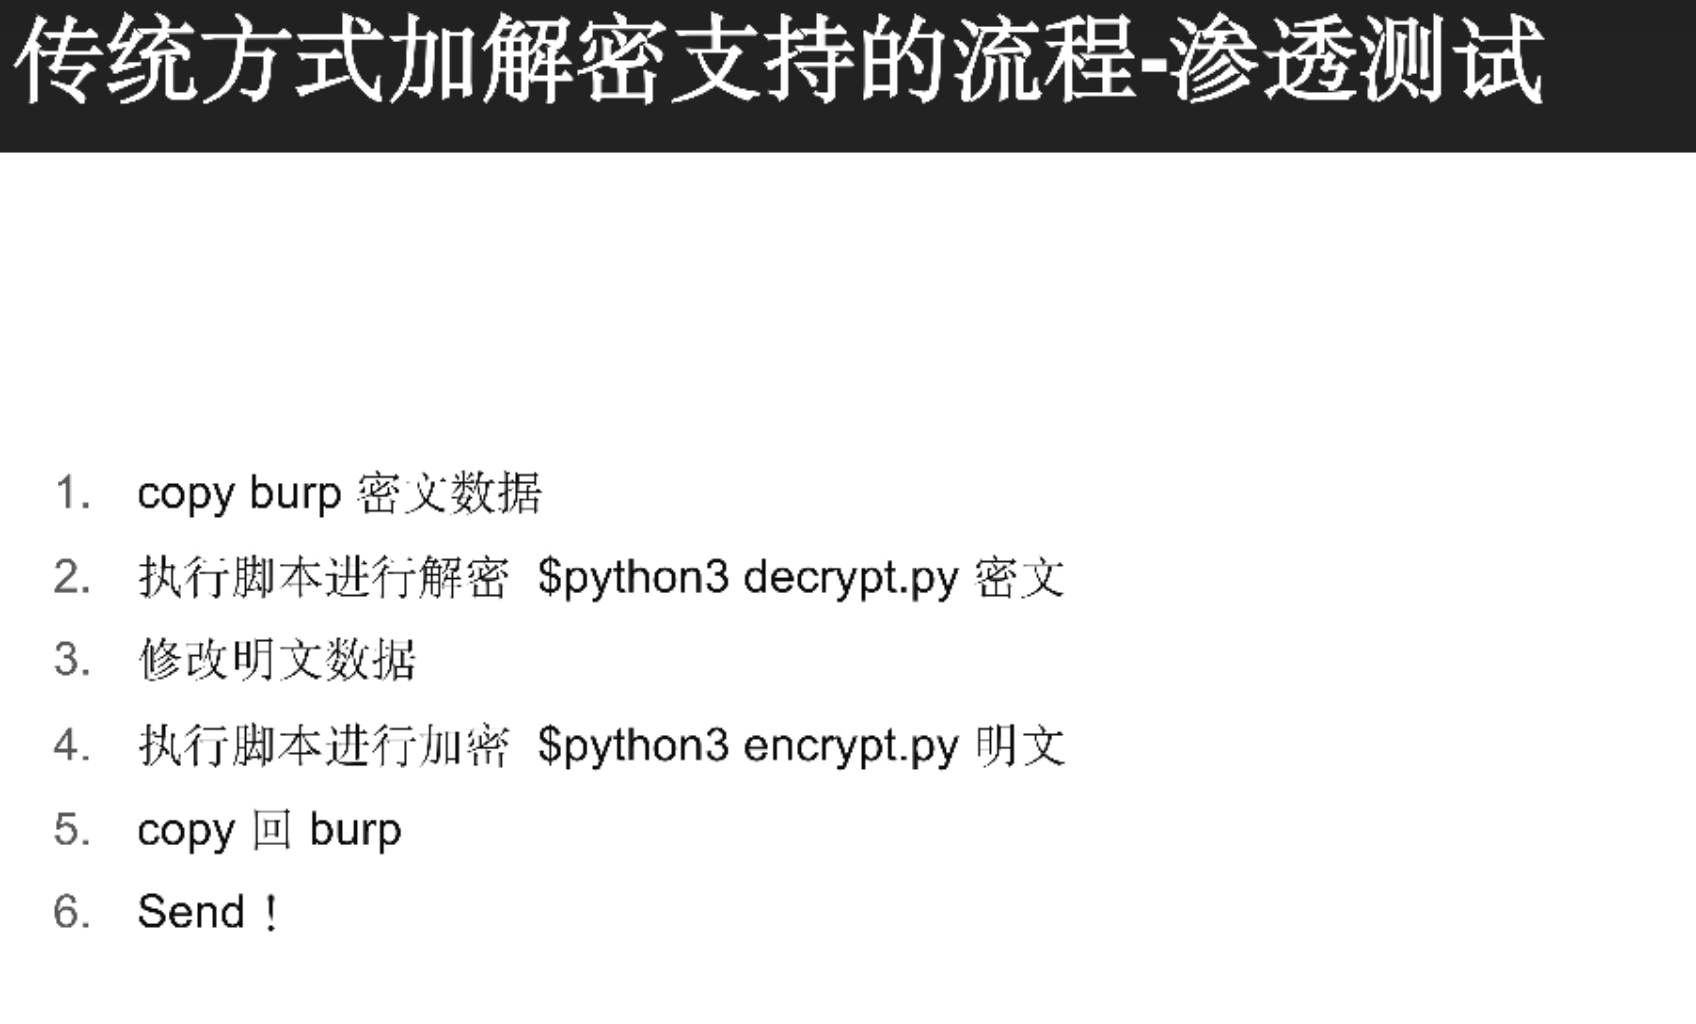 传统方式加解密支持的流程-渗透测试
1. copy burp 密文数据
2. 执行脚本进行解密 $python3 decrypt.py 密文
3. 修改明文数据
4. 执行脚本进行加密 $python3 encrypt.py 明文
5. copy 回 burp
6. Send！